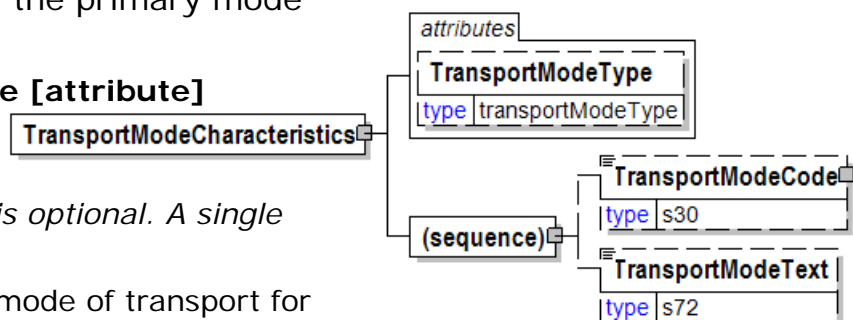 the primary mode
attributes
TransportModeType
type transportModeType
e [attribute]
TransportModeCharacteristics
is optional. A single
mode of transport for
(sequence)
TransportModeCode
type s30
TransportModeText
type s72